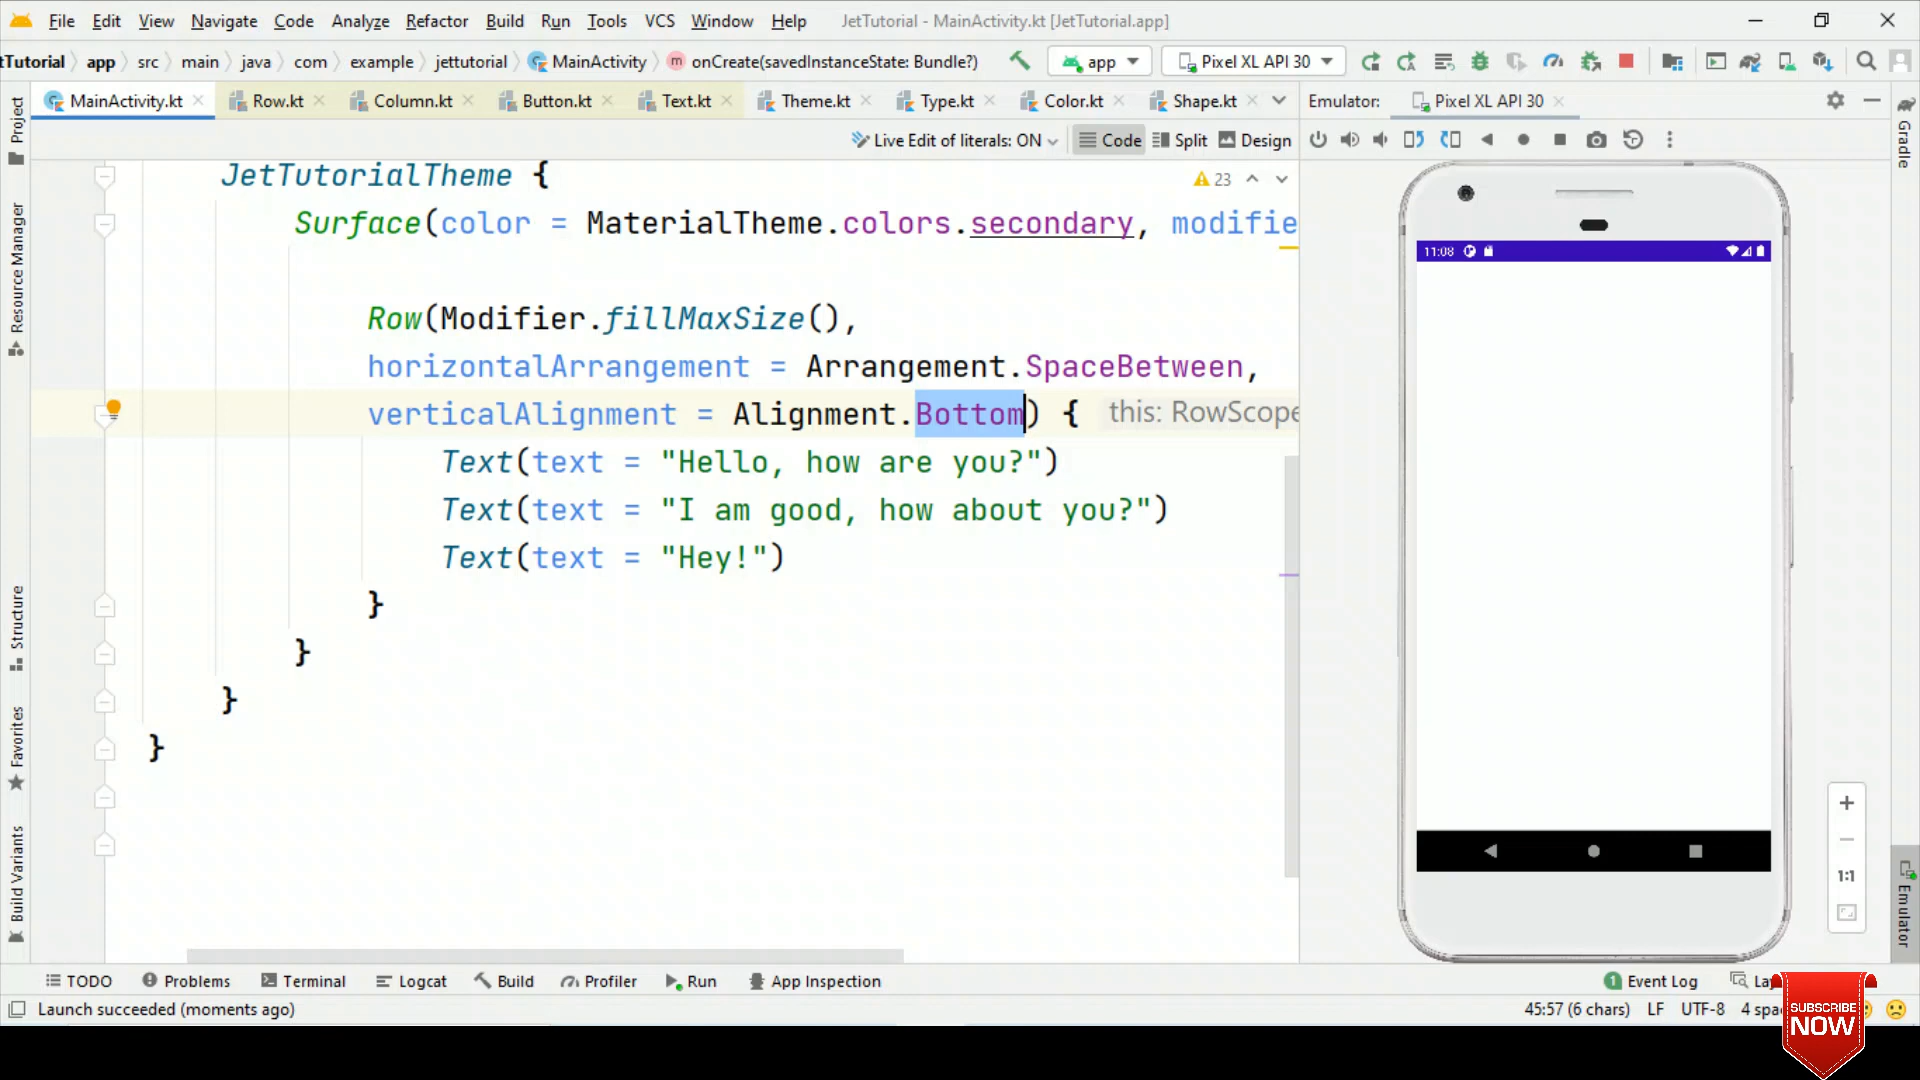 File Edit View Navigate Code Analyze Refactor Build Run Tools VCS Window Help JetTutorial - MainActivity.kt [JetTutorial.app]
tTutorial app src main java com example jettutorial MainActivity onCreate(savedInstanceState: Bundle?) app Pixel XL API 30
MainActivity.kt Row.kt Column.kt Button.kt Text.kt Theme.kt Type.kt Color.kt Shape.kt Emulator: Pixel XL API 30
Live Edit of literals: ON Code Split Design
JetTutorialTheme {
23
Surface(color = MaterialTheme.colors.secondary, modifie
Row(Modifier.fillMaxSize(),
horizontalArrangement = Arrangement.SpaceBetween,
verticalAlignment = Alignment.Bottom) { this: RowScope
Text(text = "Hello, how are you?")
Text(text = "I am good, how about you?")
Text(text = "Hey!")
}
}
}
}
Project
Resource Manager
Structure
Favorites
Build Variants
11:08
1:1
Gradle
Emulator
TODO Problems Terminal Logcat Build Profiler Run App Inspection 1 Event Log La
Launch succeeded (moments ago) 45:57 (6 chars) LF UTF-8 4 spa
SUBSCRIBE
NOW